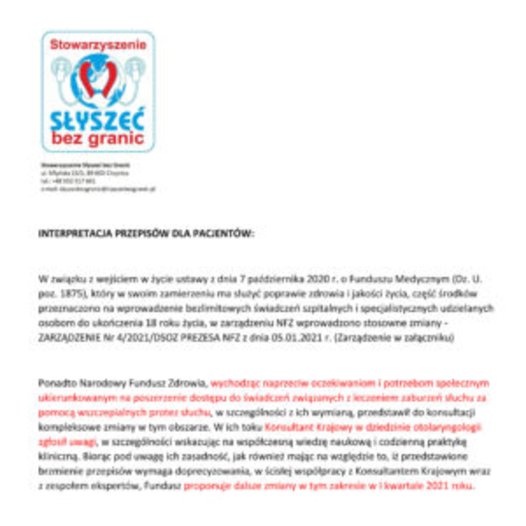 Stowarzyszenie
SŁYSZEĆ
bez granic
Stowarzyszenie Słyszeć bez Granic
INTERPRETACJA PRZEPISÓW DLA PACJENTÓW:
W związku z wejściem w życie ustawy z dnia 7 października 2020 r. o Funduszu Medycznym (Dz. U.
poz. 1875), który w swoim zamierzeniu ma służyć poprawie zdrowia i jakości życia, część środków
przeznaczono na wprowadzenie bezlimitowych świadczeń szpitalnych i specjalistycznych udzielanych
osobom do ukończenia 18 roku życia, w zarządzeniu NFZ wprowadzono stosowne zmiany -
ZARZĄDZENIE Nr 4/2021/DSOZ PREZESA NFZ z dnia 05.01.2021 r. (Zarządzenie w załączniku)
Ponadto Narodowy Fundusz Zdrowia, wychodząc naprzeciw oczekiwaniom i potrzebom społecznym
ukierunkowanym na poszerzenie dostępu do świadczeń związanych z leczeniem zaburzeń słuchu za
pomocą wszczepialnych protez słuchu, w szczególności z ich wymianą, przedstawił do konsultacji
kompleksowe zmiany w tym obszarze. W ich toku Konsultant Krajowy w dziedzinie otolaryngologii
zgłosił uwagi, w szczególności wskazując na współczesną wiedzę naukową i codzienną praktykę
kliniczną. Biorąc pod uwagę ich zasadność, jak również mając na względzie to, iż przedstawione
brzmienie przepisów wymaga doprecyzowania, w ścisłej współpracy z Konsultantem Krajowym wraz
z zespołem ekspertów, Fundusz proponuje dalsze zmiany w tym zakresie w I kwartale 2021 roku.